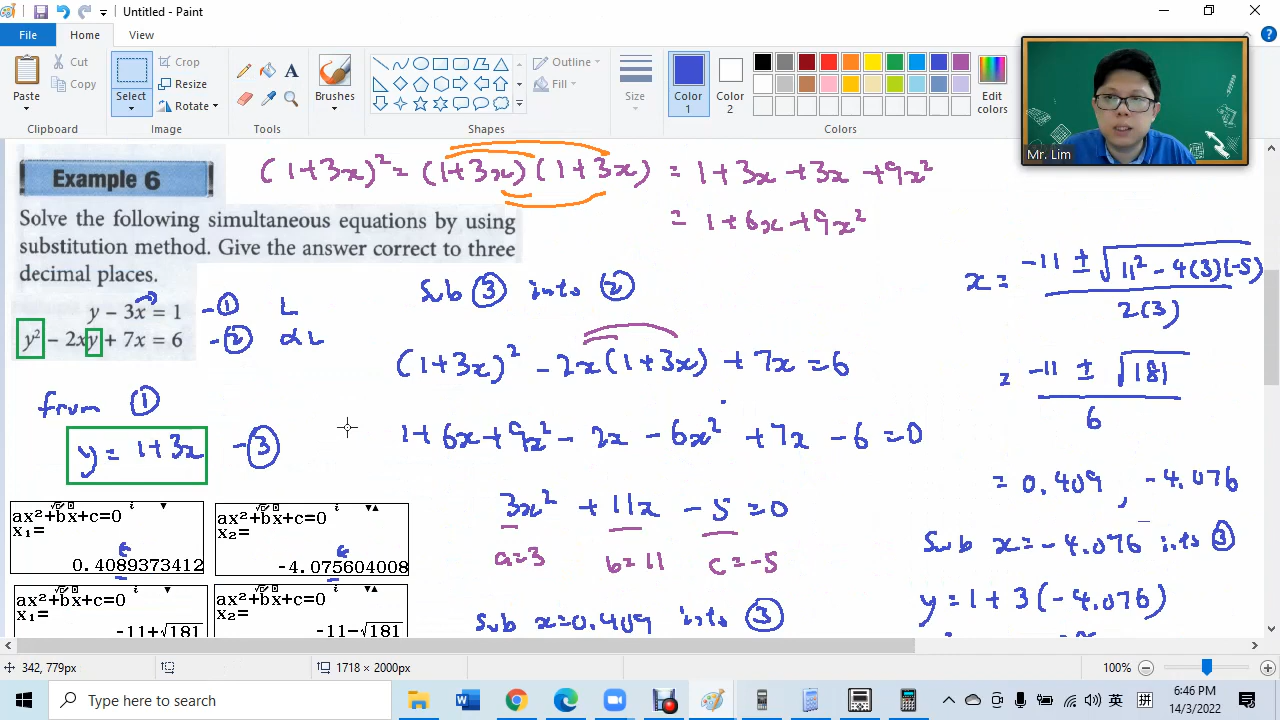 Untitled - Paint
File Home View
Paste Cut Copy
Clipboard
Select Crop Resize Rotate
Image
Tools
Brushes
Shapes
Outline Fill
Size
Color 1 Color 2
Edit colors
Colors
Mr. Lim
Example 6
(1+3x)² = (1+3x)(1+3x) = 1+3x+3x+9x²
= 1+6x+9x²
Solve the following simultaneous equations by using
substitution method. Give the answer correct to three
decimal places.
y – 3x = 1 -① L
y² – 2xy + 7x = 6 -②
from ①
y = 1+3x -③
Sub ③ into ②
(1+3x)² - 2x(1+3x) + 7x = 6
1+6x+9x² - 2x - 6x² + 7x - 6 = 0
3x² + 11x - 5 = 0
a=3 b=11 c=-5
Sub x=0.409 into ③
x = -11 ± √11² - 4(3)(-5)
2(3)
= -11 ± √181
6
= 0.409, -4.076
Sub x=-4.076 into ③
y = 1+3(-4.076)
ax²+bx+c=0
x₁=
0.4089373412
ax²+bx+c=0
x₂=
-4.075604008
ax²+bx+c=0
x₁=
-11+√181
ax²+bx+c=0
x₂=
-11-√181
342, 779px
1718 × 2000px
100%
Type here to search
英 拼
6:46 PM
14/3/2022